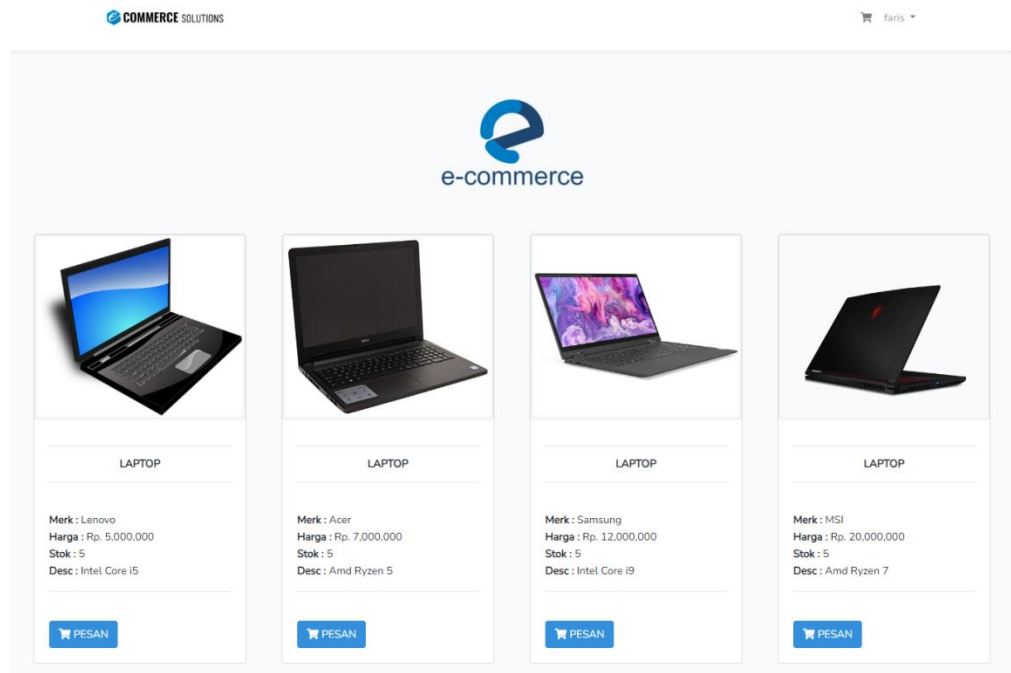 COMMERCE SOLUTIONS
faris
e-commerce
LAPTOP
Merk : Lenovo
Harga : Rp. 5,000,000
Stok : 5
Desc : Intel Core i5
PESAN
DELL
LAPTOP
Merk : Acer
Harga : Rp. 7,000,000
Stok : 5
Desc : Amd Ryzen 5
PESAN
LAPTOP
Merk : Samsung
Harga : Rp. 12,000,000
Stok : 5
Desc : Intel Core i9
PESAN
LAPTOP
Merk : MSI
Harga : Rp. 20,000,000
Stok : 5
Desc : Amd Ryzen 7
PESAN